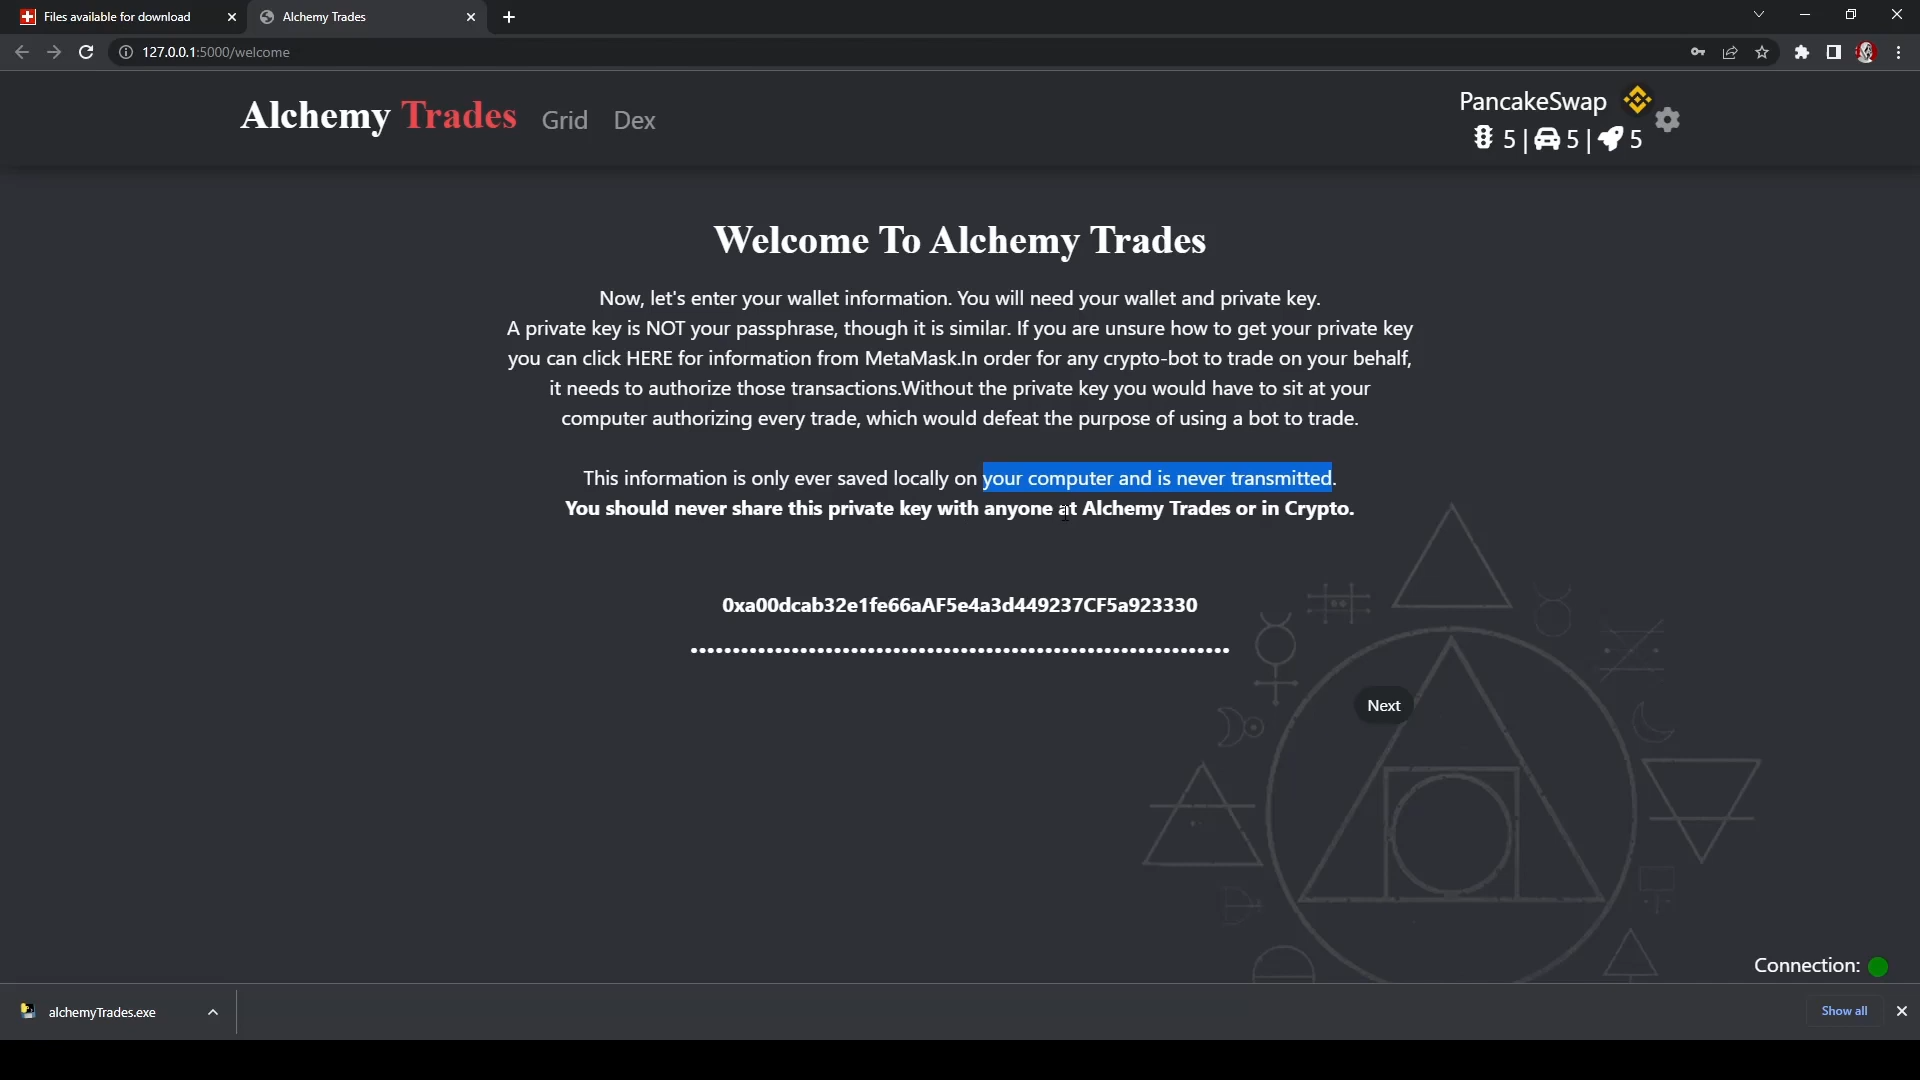 Files available for download
Alchemy Trades
127.0.0.1:5000/welcome
Alchemy Trades Grid Dex
PancakeSwap
5 | 5 | 5
Welcome To Alchemy Trades
Now, let's enter your wallet information. You will need your wallet and private key.
A private key is NOT your passphrase, though it is similar. If you are unsure how to get your private key
you can click HERE for information from MetaMask.In order for any crypto-bot to trade on your behalf,
it needs to authorize those transactions.Without the private key you would have to sit at your
computer authorizing every trade, which would defeat the purpose of using a bot to trade.
This information is only ever saved locally on your computer and is never transmitted.
You should never share this private key with anyone at Alchemy Trades or in Crypto.
0xa00dcab32e1fe66aAF5e4a3d449237CF5a923330
Next
Connection:
alchemyTrades.exe
Show all